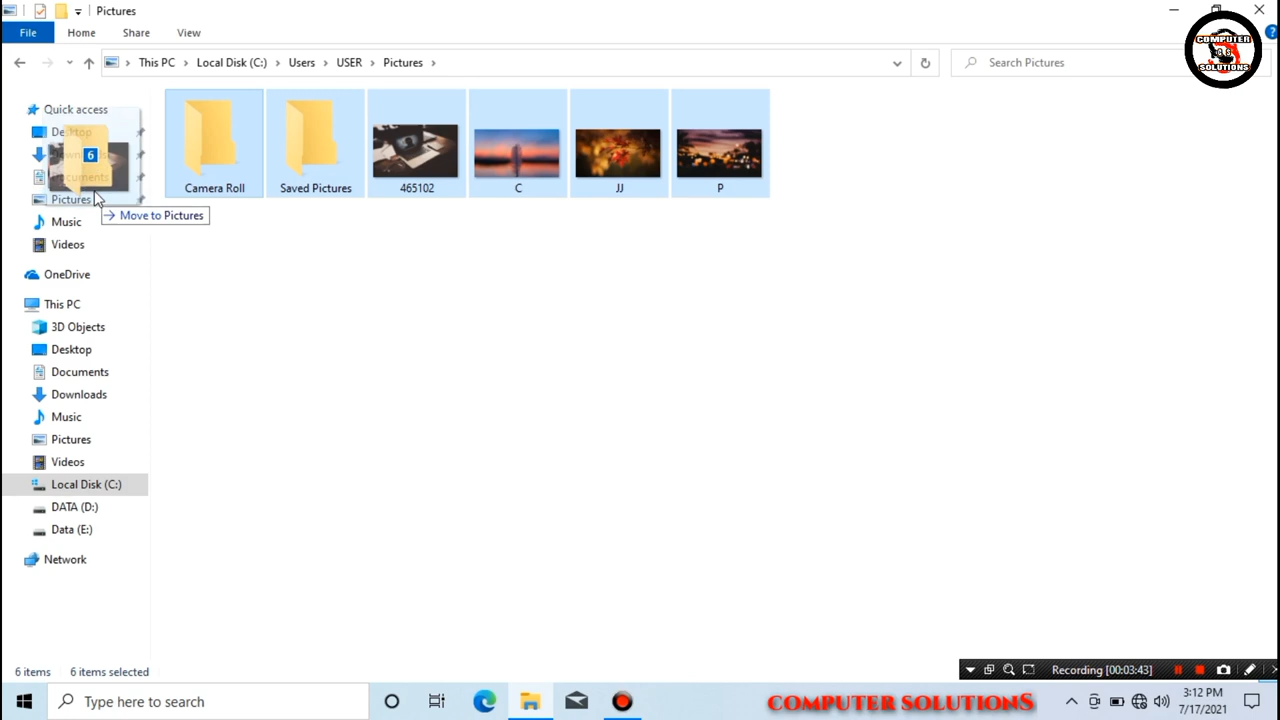 Pictures
File Home Share View
This PC > Local Disk (C:) > Users > USER > Pictures >
Search Pictures
COMPUTER
SOLUTIONS
Quick access
Desktop
Documents
Pictures
Music
Videos
OneDrive
This PC
3D Objects
Desktop
Documents
Downloads
Music
Pictures
Videos
Local Disk (C:)
DATA (D:)
Data (E:)
Network
6
Move to Pictures
Camera Roll Saved Pictures 465102 C JJ P
6 items 6 items selected
Recording [00:03:43]
Type here to search
COMPUTER SOLUTIONS
3:12 PM
7/17/2021